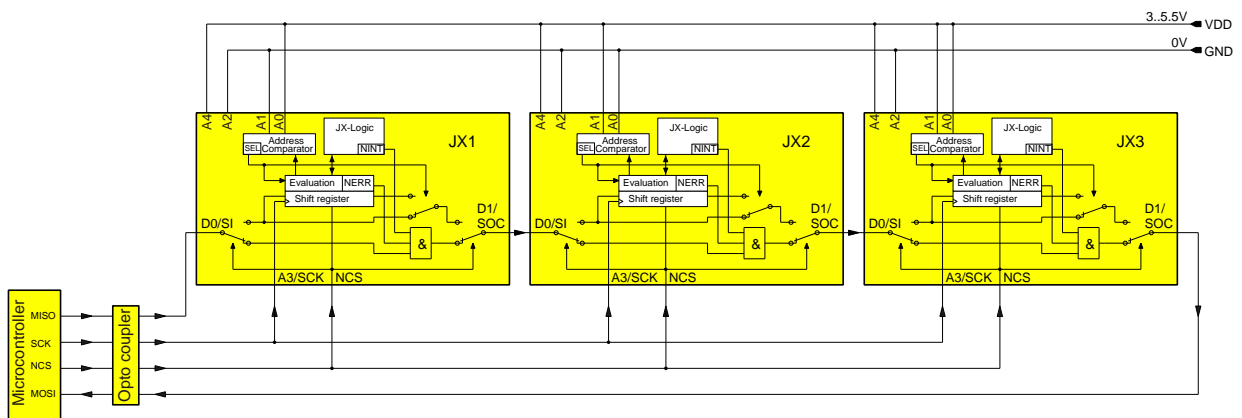 3..5.5V
VDD
0V
GND
A4
A2
A1
A0
SEL
Address
Comparator
JX-Logic
NINT
JX1
Evaluation
NERR
Shift register
D0/SI
D1/
SOC
&
A3/SCK
NCS
A4
A2
A1
A0
SEL
Address
Comparator
JX-Logic
NINT
JX2
Evaluation
NERR
Shift register
D0/SI
D1/
SOC
&
A3/SCK
NCS
A4
A2
A1
A0
SEL
Address
Comparator
JX-Logic
NINT
JX3
Evaluation
NERR
Shift register
D0/SI
D1/
SOC
&
A3/SCK
NCS
Microcontroller
MISO
SCK
NCS
MOSI
Opto coupler